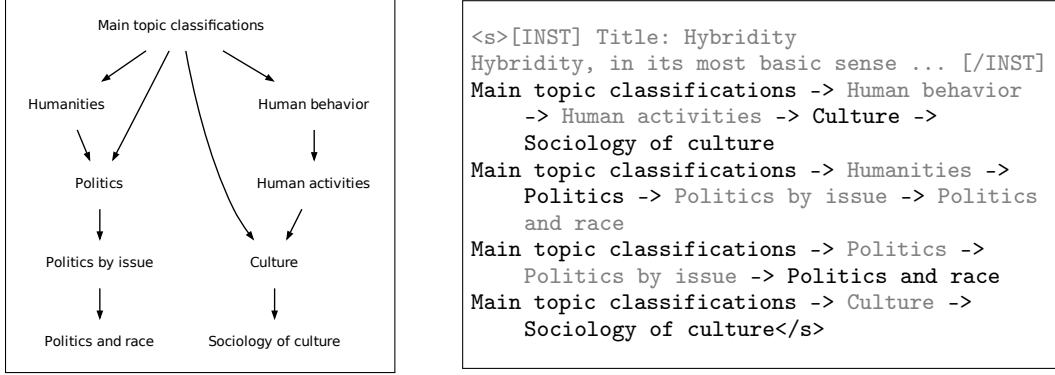 Main topic classifications
Humanities
Human behavior
Politics
Human activities
Politics by issue
Culture
Politics and race
Sociology of culture
<s>[INST] Title: Hybridity
Hybridity, in its most basic sense ... [/INST]
Main topic classifications -> Human behavior
-> Human activities -> Culture ->
Sociology of culture
Main topic classifications -> Humanities ->
Politics -> Politics by issue -> Politics
and race
Main topic classifications -> Politics ->
Politics by issue -> Politics and race
Main topic classifications -> Culture ->
Sociology of culture</s>